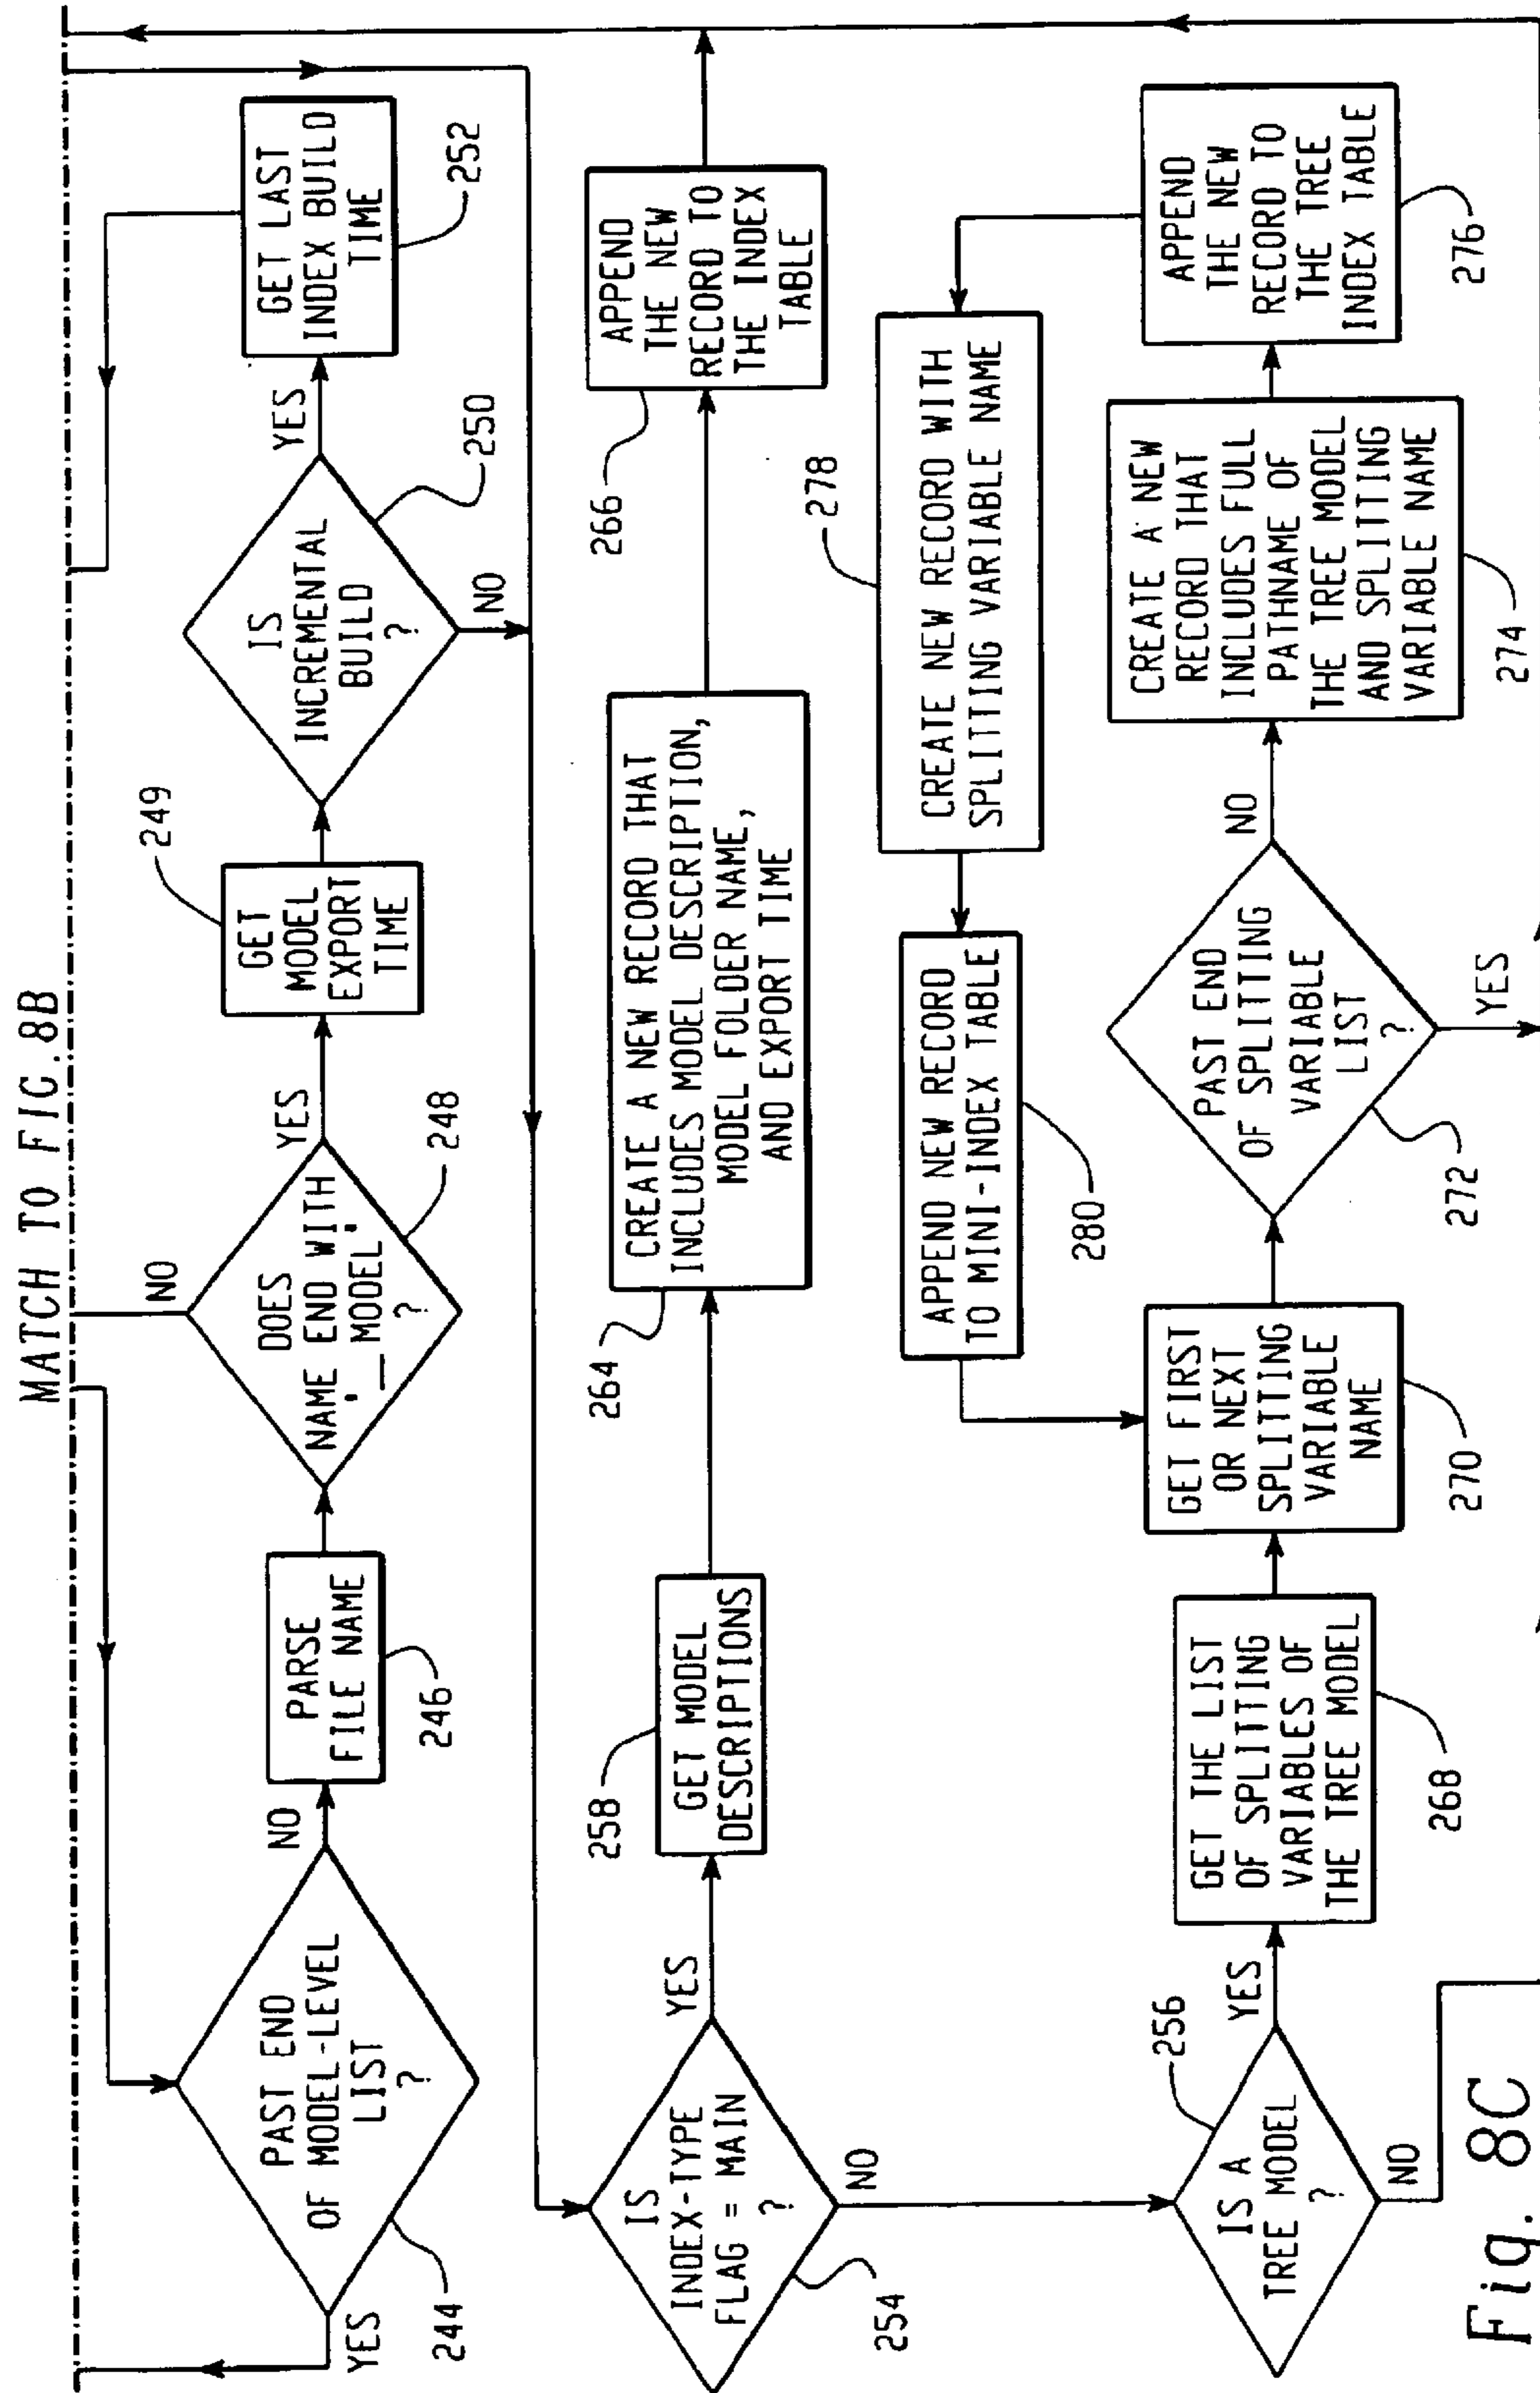 MATCH TO FIG.8B
PAST END
OF MODEL-LEVEL
LIST
?
244
YES
NO
PARSE
FILE NAME
246
DOES
NAME END WITH
'_MODEL'
?
248
NO
YES
GET
MODEL
EXPORT
TIME
249
IS
INCREMENTAL
BUILD
?
250
NO
YES
GET LAST
INDEX BUILD
TIME
252
IS
INDEX-TYPE
FLAG = MAIN
?
254
NO
YES
GET MODEL
DESCRIPTIONS
258
CREATE A NEW RECORD THAT
INCLUDES MODEL DESCRIPTION,
MODEL FOLDER NAME,
AND EXPORT TIME
264
APPEND
THE NEW
RECORD TO
THE INDEX
TABLE
266
APPEND NEW RECORD
TO MINI-INDEX TABLE
280
CREATE NEW RECORD WITH
SPLITTING VARIABLE NAME
278
IS A
TREE MODEL
?
256
NO
YES
GET THE LIST
OF SPLITTING
VARIABLES OF
THE TREE MODEL
268
GET FIRST
OR NEXT
SPLITTING
VARIABLE
NAME
270
PAST END
OF SPLITTING
VARIABLE
LIST
?
272
YES
NO
CREATE A NEW
RECORD THAT
INCLUDES FULL
PATHNAME OF
THE TREE MODEL
AND SPLITTING
VARIABLE NAME
274
APPEND
THE NEW
RECORD TO
THE TREE
INDEX TABLE
276
Fig. 8C